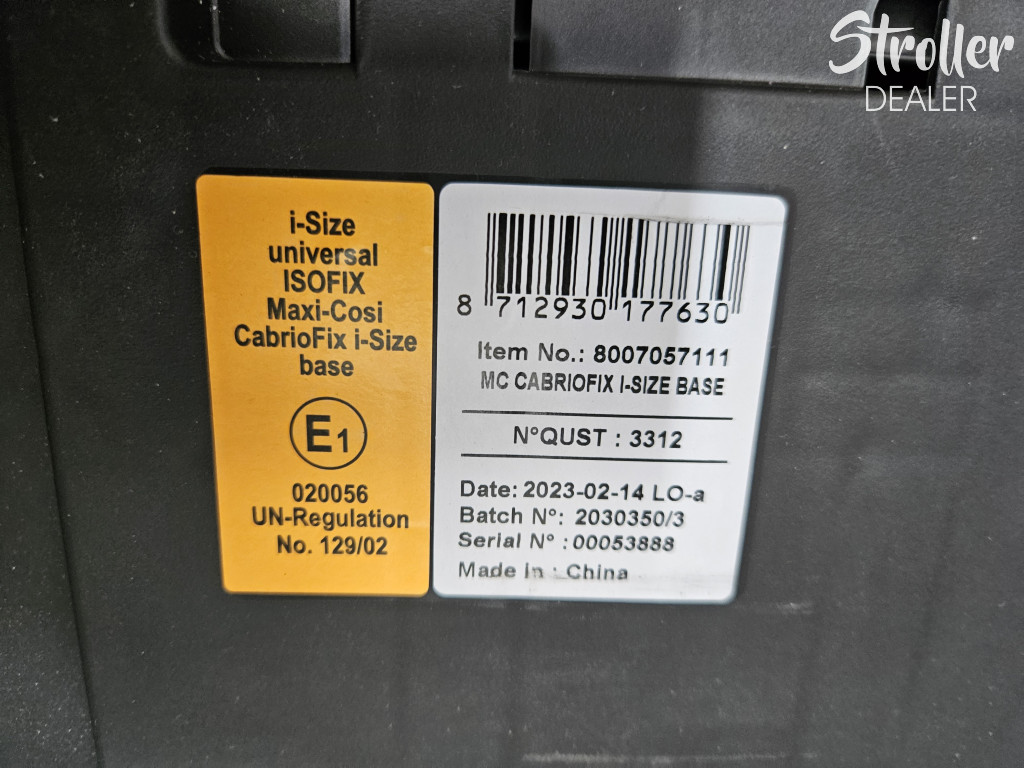 Stroller
DEALER
i-Size
universal
ISOFIX
Maxi-Cosi
CabrioFix i-Size
base
E1
020056
UN-Regulation
No. 129/02
8 712930 177630
Item No.: 8007057111
MC CABRIOFIX I-SIZE BASE
N°QUST : 3312
Date: 2023-02-14 LO-a
Batch N°: 2030350/3
Serial N° :00053888
Made in : China